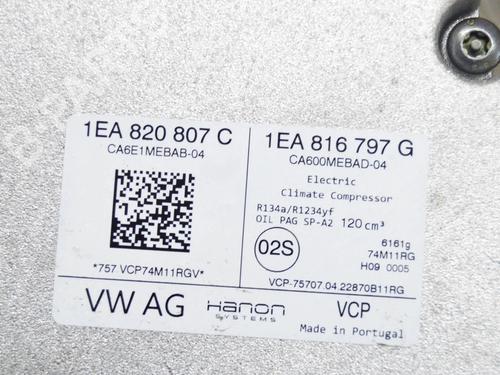 1EA 820 807 C
CA6E1MEBAB-04
*757 VCP74M11RGV*
1EA 816 797 G
CA600MEBAD-04
Electric
Climate Compressor
R134a/R1234yf
OIL PAG SP-A2 120 cm³
02S
6161g
74M11RG
H09 0005
VCP-75707.04.22870B11RG
VW AG
Hanon
SYSTEMS
VCP
Made in Portugal